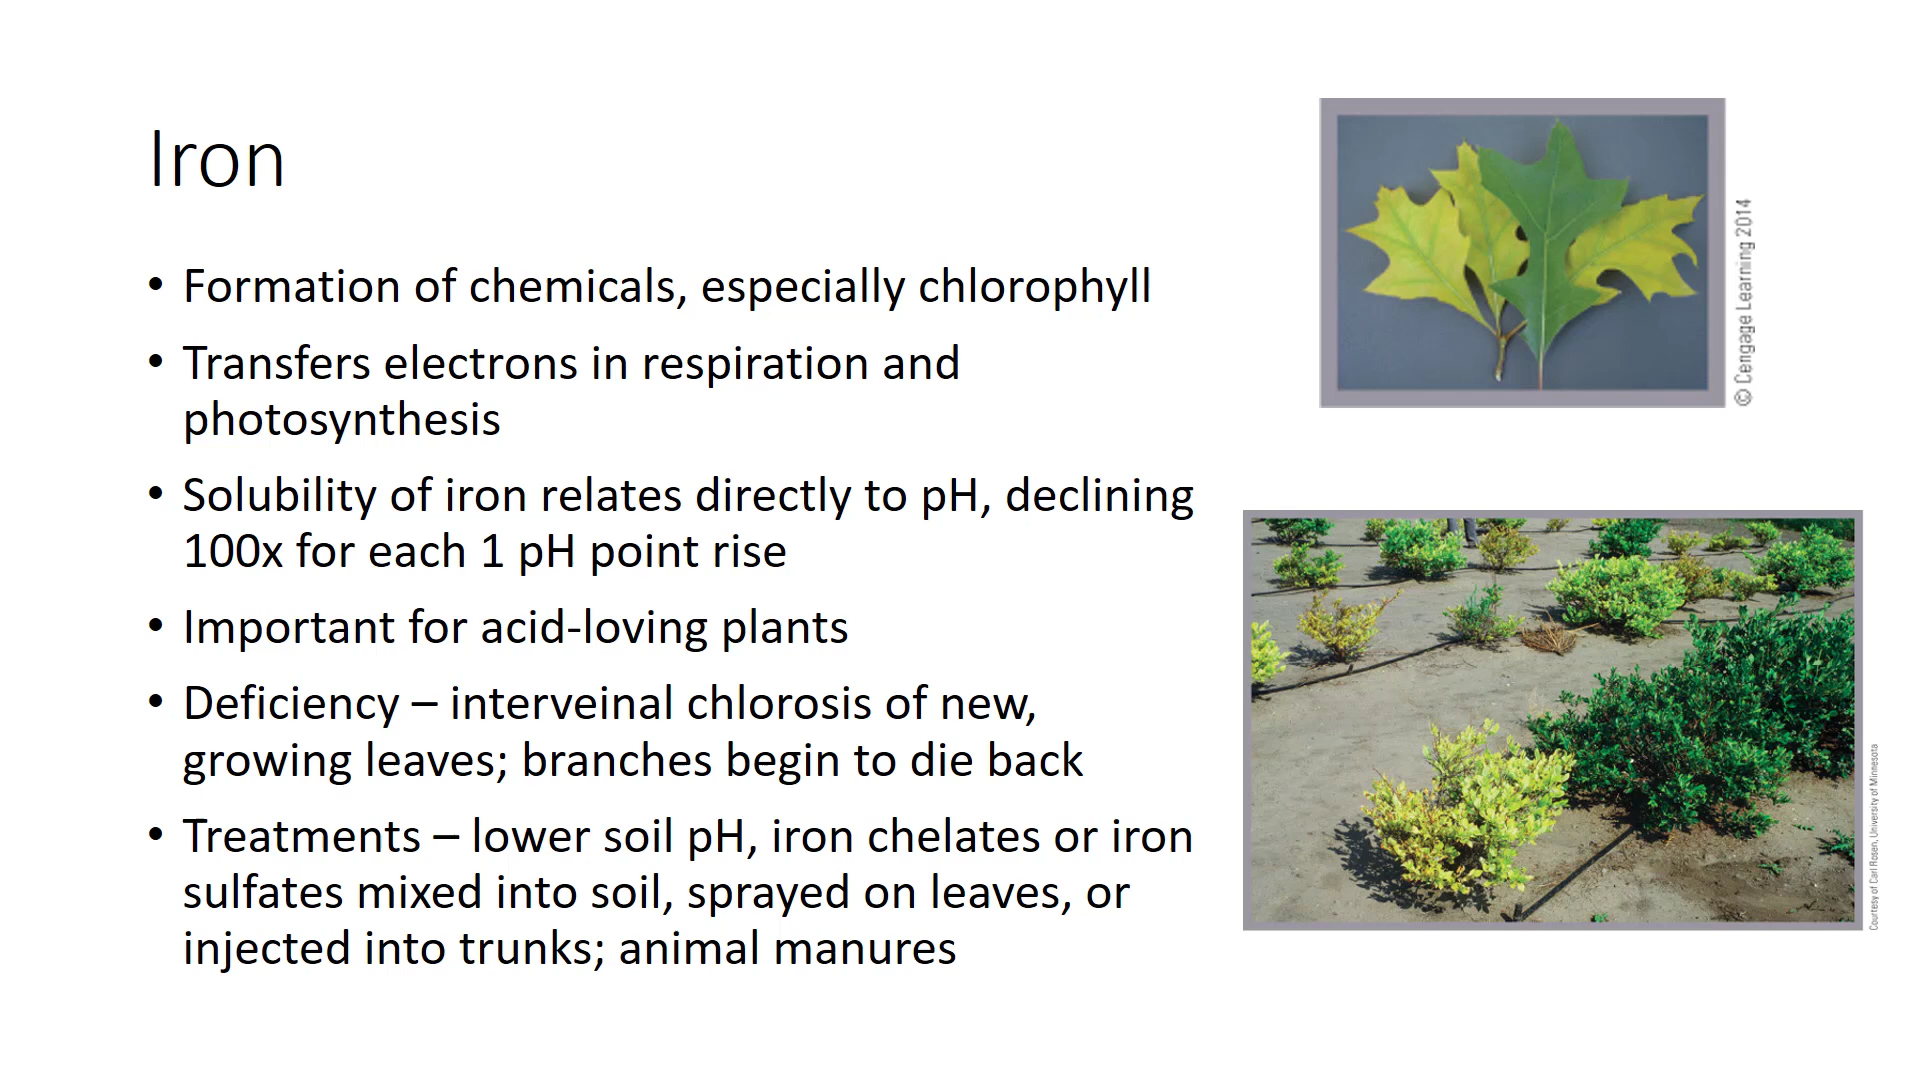 Iron
• Formation of chemicals, especially chlorophyll
• Transfers electrons in respiration and
photosynthesis
• Solubility of iron relates directly to pH, declining
100x for each 1 pH point rise
• Important for acid-loving plants
• Deficiency – interveinal chlorosis of new,
growing leaves; branches begin to die back
• Treatments – lower soil pH, iron chelates or iron
sulfates mixed into soil, sprayed on leaves, or
injected into trunks; animal manures
© Cengage Learning 2014
Courtesy of Carl Rosen, University of Minnesota